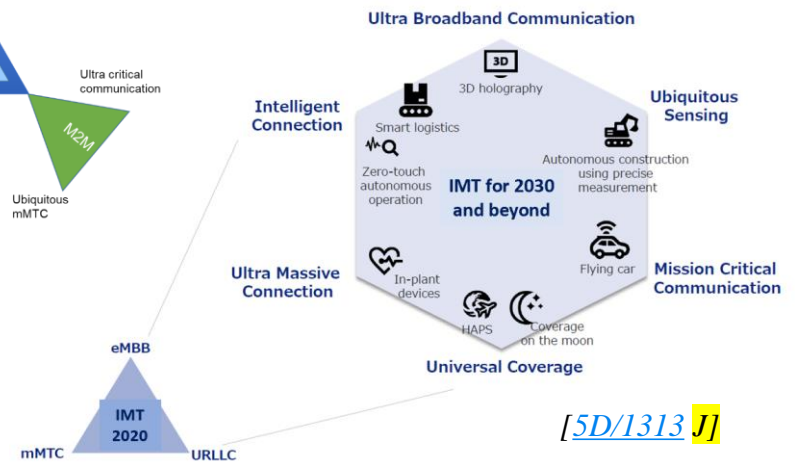 Ultra Broadband Communication
3D
3D holography
Ultra critical
communication
M2M
Ubiquitous
mMTC
Intelligent
Connection
Smart logistics
Ubiquitous
Sensing
Zero-touch
autonomous
operation
IMT for 2030
and beyond
Autonomous construction
using precise
measurement
Ultra Massive
Connection
In-plant
devices
Flying car
Mission Critical
Communication
HAPS
Coverage
on the moon
Universal Coverage
eMBB
IMT
2020
mMTC
URLLC
[5D/1313 J]